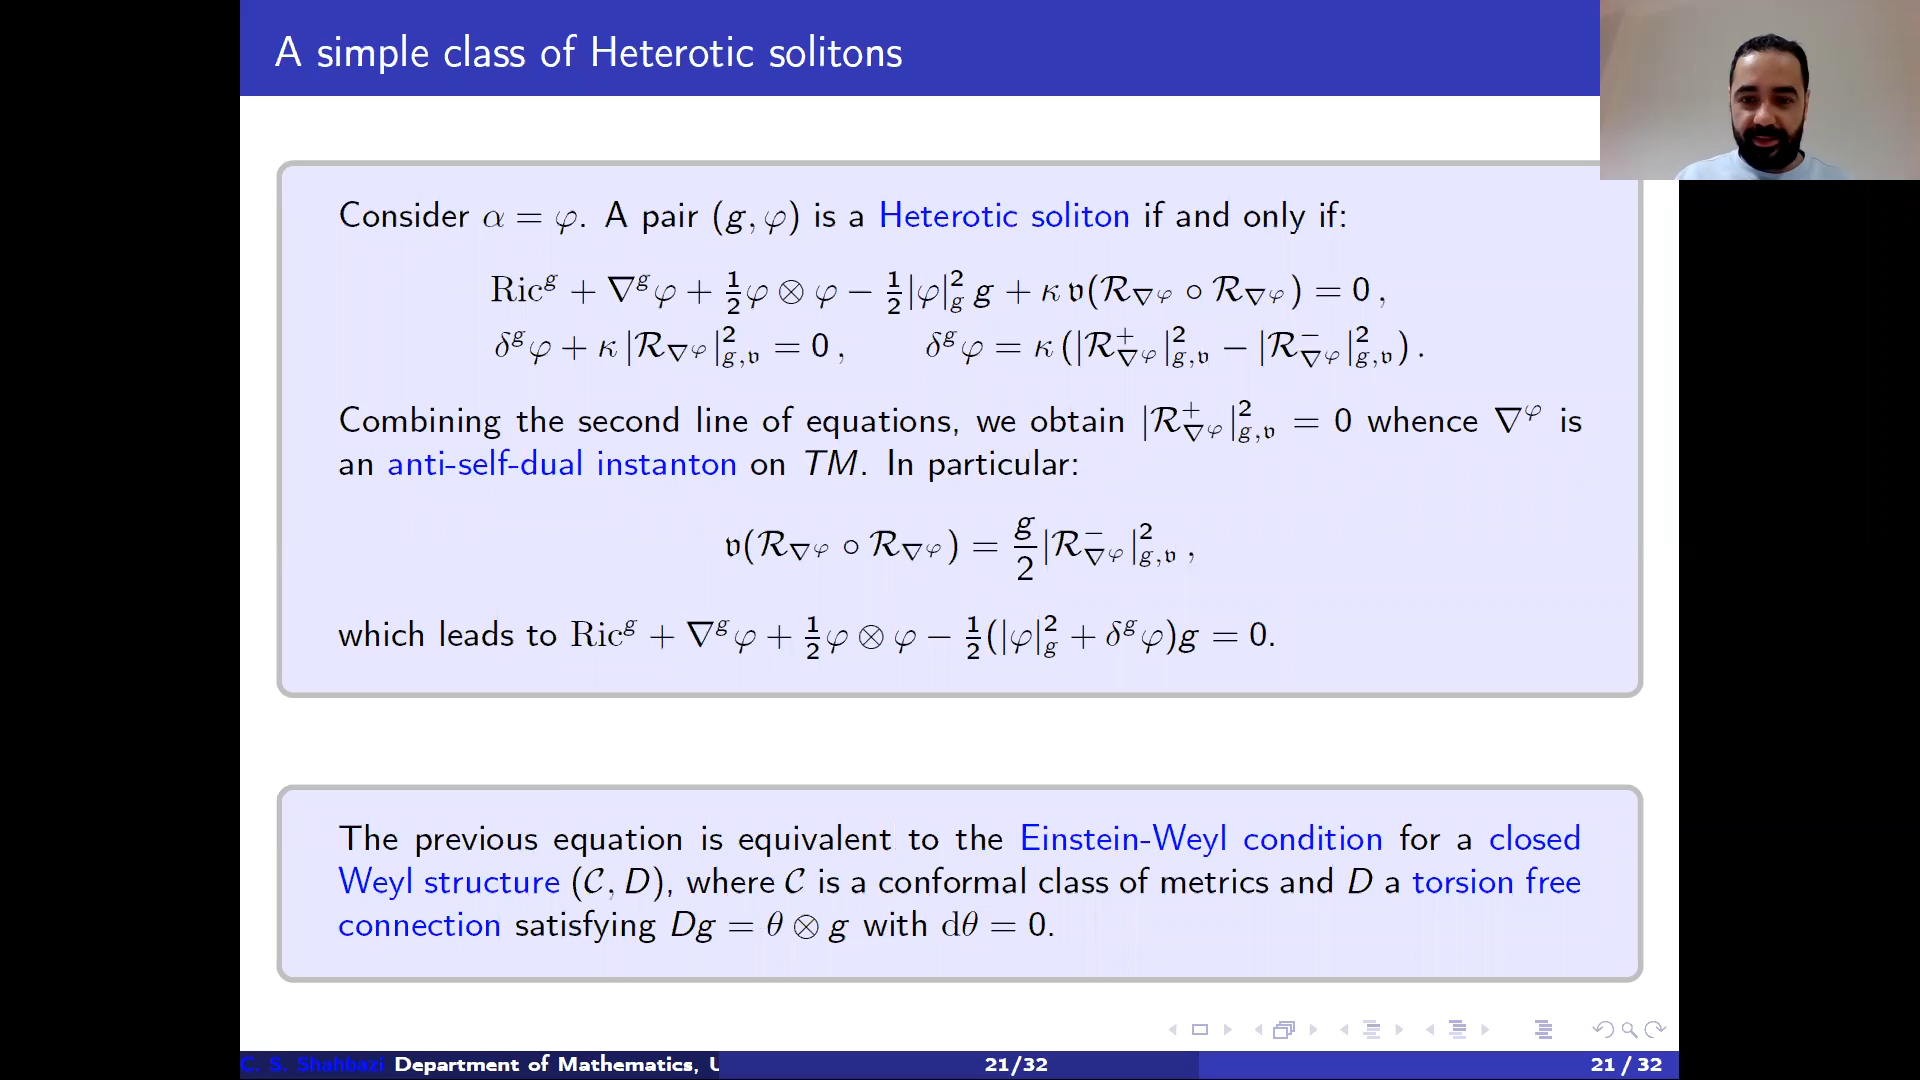 A simple class of Heterotic solitons
Consider α = φ. A pair (g, φ) is a Heterotic soliton if and only if:
Ric^g + ∇^g φ + 1/2 φ ⊗ φ − 1/2 |φ|²_g g + κ 𝔳(ℛ_{∇^φ} ∘ ℛ_{∇^φ}) = 0 ,
δ^g φ + κ |ℛ_{∇^φ}|²_{g,𝔳} = 0 , δ^g φ = κ (|ℛ⁺_{∇^φ}|²_{g,𝔳} − |ℛ⁻_{∇^φ}|²_{g,𝔳}) .
Combining the second line of equations, we obtain |ℛ⁺_{∇^φ}|²_{g,𝔳} = 0 whence ∇^φ is
an anti-self-dual instanton on TM. In particular:
𝔳(ℛ_{∇^φ} ∘ ℛ_{∇^φ}) = g/2 |ℛ⁻_{∇^φ}|²_{g,𝔳} ,
which leads to Ric^g + ∇^g φ + 1/2 φ ⊗ φ − 1/2 (|φ|²_g + δ^g φ)g = 0.
The previous equation is equivalent to the Einstein-Weyl condition for a closed
Weyl structure (𝒞, D), where 𝒞 is a conformal class of metrics and D a torsion free
connection satisfying Dg = θ ⊗ g with dθ = 0.
C. S. Shahbazi Department of Mathematics, U 21/32 21 / 32